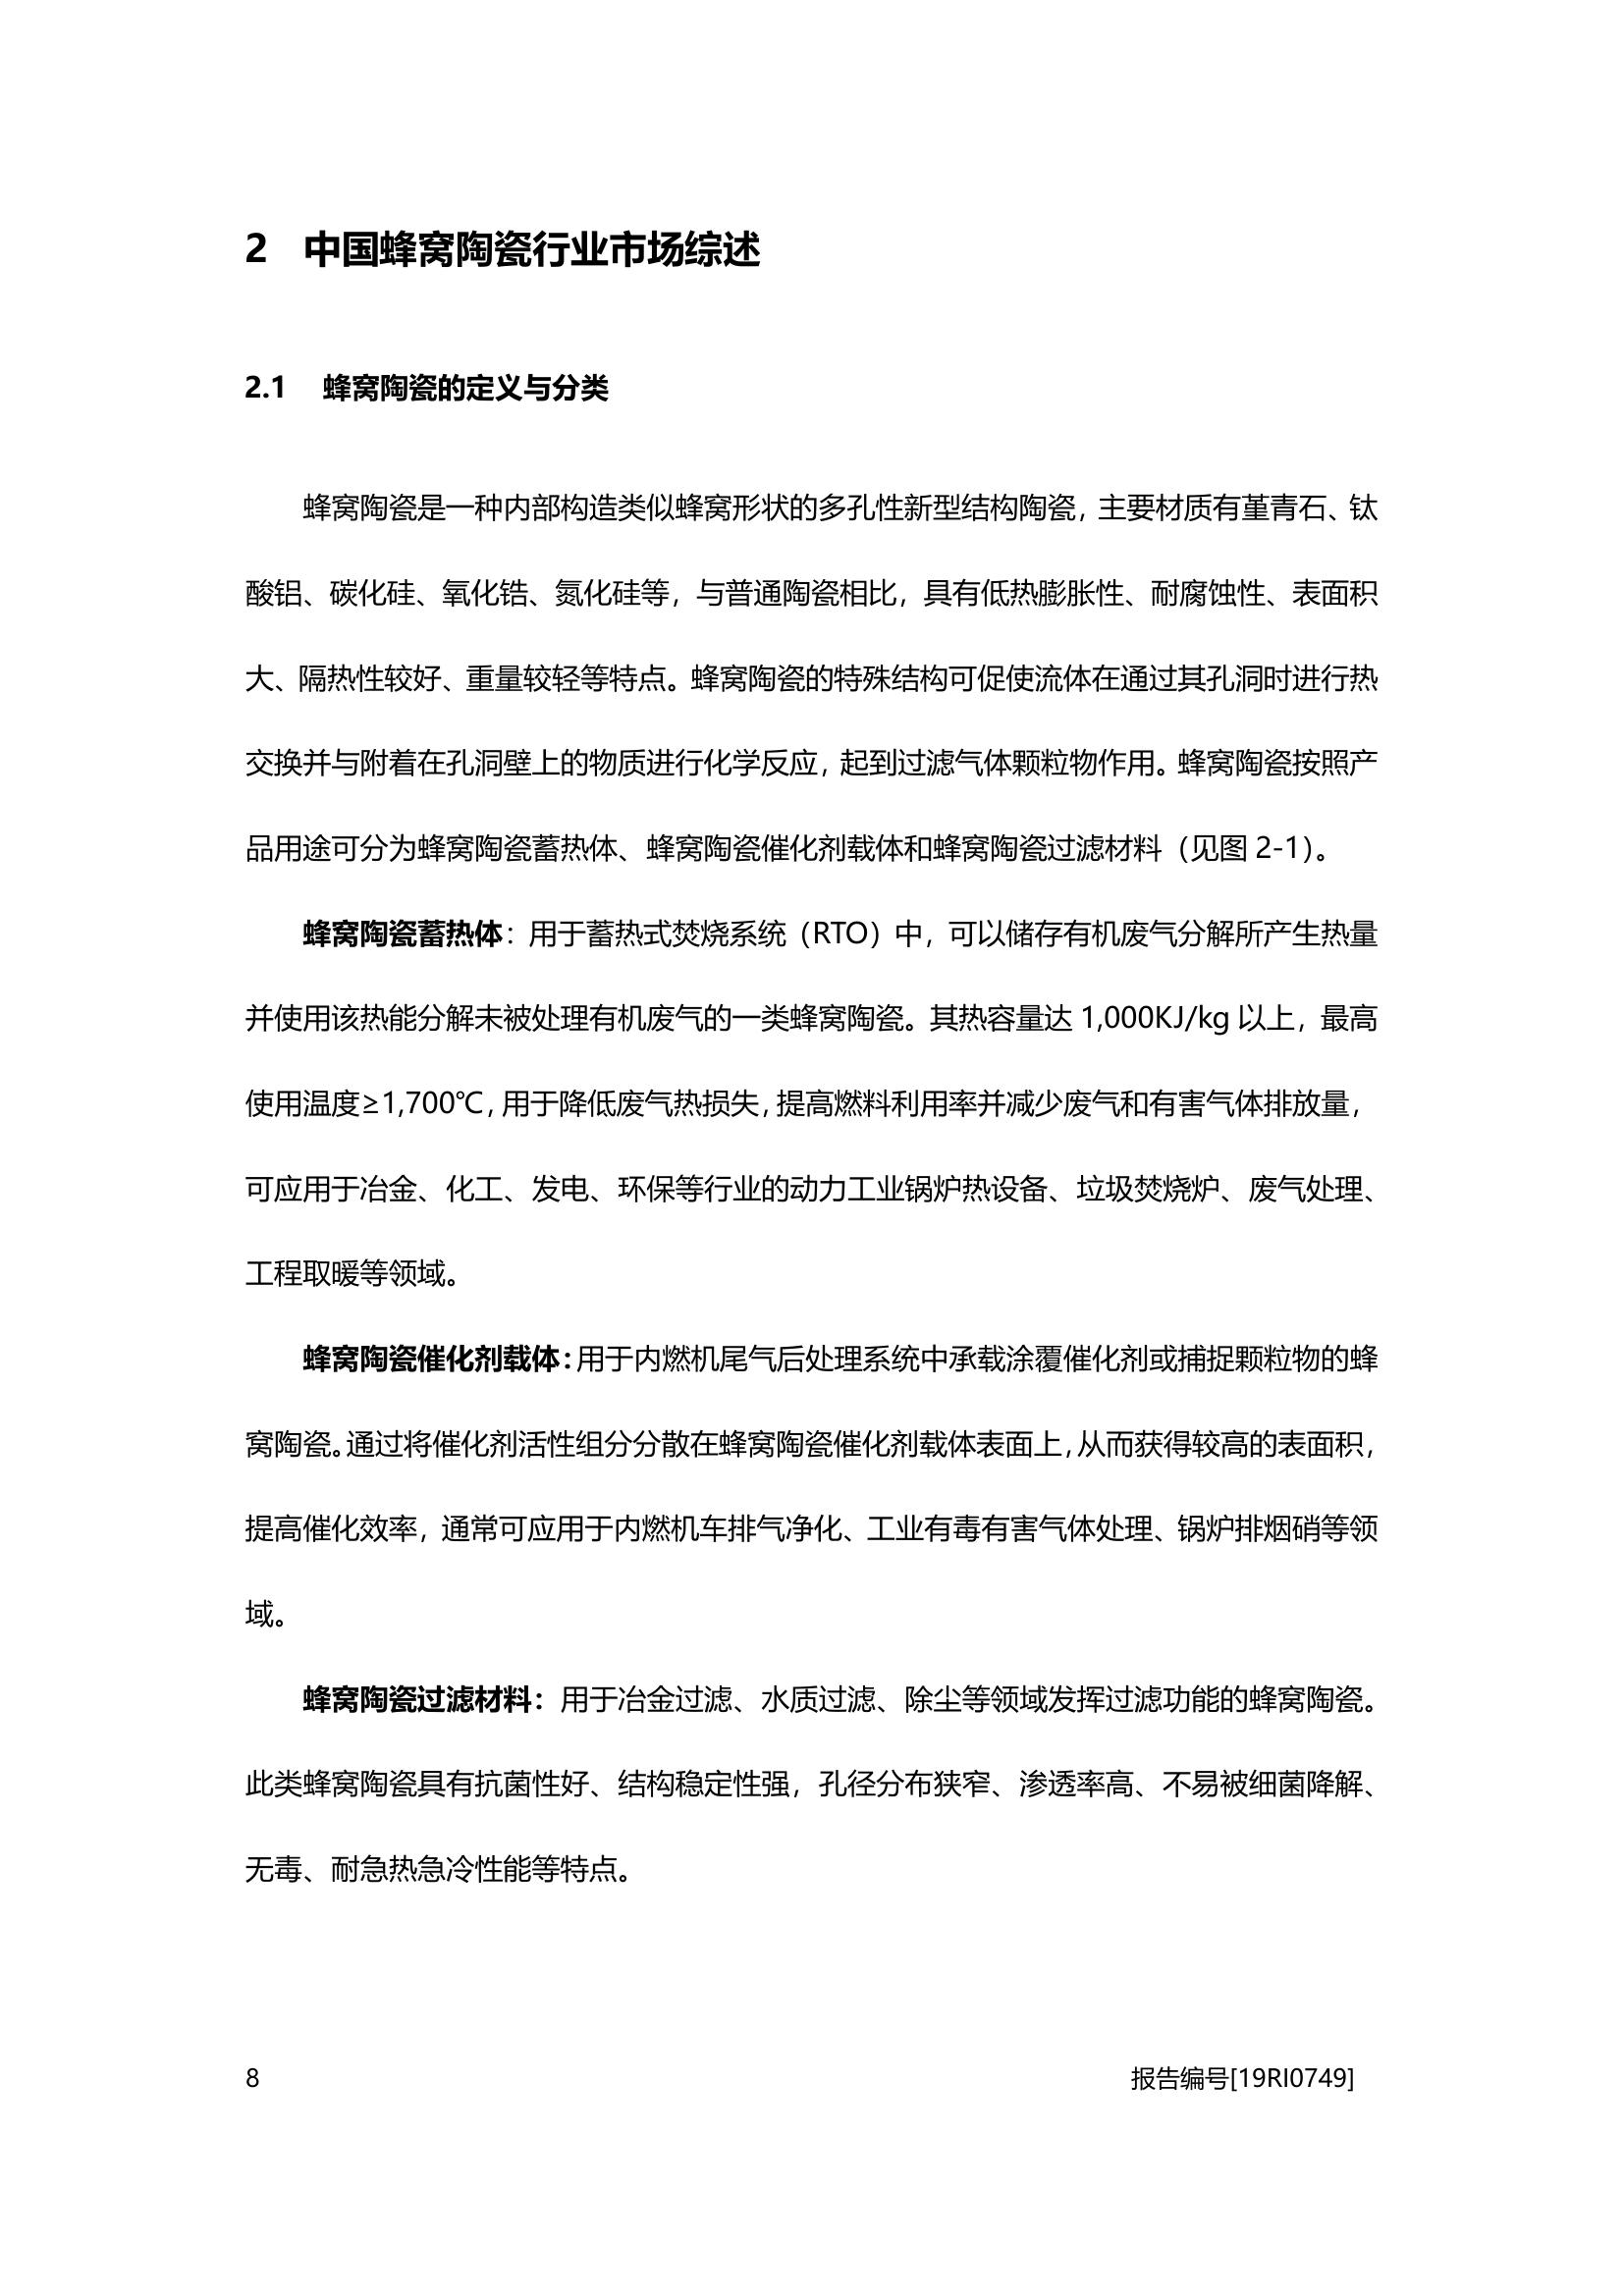 2 中国蜂窝陶瓷行业市场综述
2.1 蜂窝陶瓷的定义与分类
蜂窝陶瓷是一种内部构造类似蜂窝形状的多孔性新型结构陶瓷，主要材质有堇青石、钛
酸铝、碳化硅、氧化锆、氮化硅等，与普通陶瓷相比，具有低热膨胀性、耐腐蚀性、表面积
大、隔热性较好、重量较轻等特点。蜂窝陶瓷的特殊结构可促使流体在通过其孔洞时进行热
交换并与附着在孔洞壁上的物质进行化学反应，起到过滤气体颗粒物作用。蜂窝陶瓷按照产
品用途可分为蜂窝陶瓷蓄热体、蜂窝陶瓷催化剂载体和蜂窝陶瓷过滤材料（见图 2-1）。
蜂窝陶瓷蓄热体：用于蓄热式焚烧系统（RTO）中，可以储存有机废气分解所产生热量
并使用该热能分解未被处理有机废气的一类蜂窝陶瓷。其热容量达 1,000KJ/kg 以上，最高
使用温度≥1,700℃，用于降低废气热损失，提高燃料利用率并减少废气和有害气体排放量，
可应用于冶金、化工、发电、环保等行业的动力工业锅炉热设备、垃圾焚烧炉、废气处理、
工程取暖等领域。
蜂窝陶瓷催化剂载体：用于内燃机尾气后处理系统中承载涂覆催化剂或捕捉颗粒物的蜂
窝陶瓷。通过将催化剂活性组分分散在蜂窝陶瓷催化剂载体表面上，从而获得较高的表面积，
提高催化效率，通常可应用于内燃机车排气净化、工业有毒有害气体处理、锅炉排烟硝等领
域。
蜂窝陶瓷过滤材料：用于冶金过滤、水质过滤、除尘等领域发挥过滤功能的蜂窝陶瓷。
此类蜂窝陶瓷具有抗菌性好、结构稳定性强，孔径分布狭窄、渗透率高、不易被细菌降解、
无毒、耐急热急冷性能等特点。
8 报告编号[19RI0749]